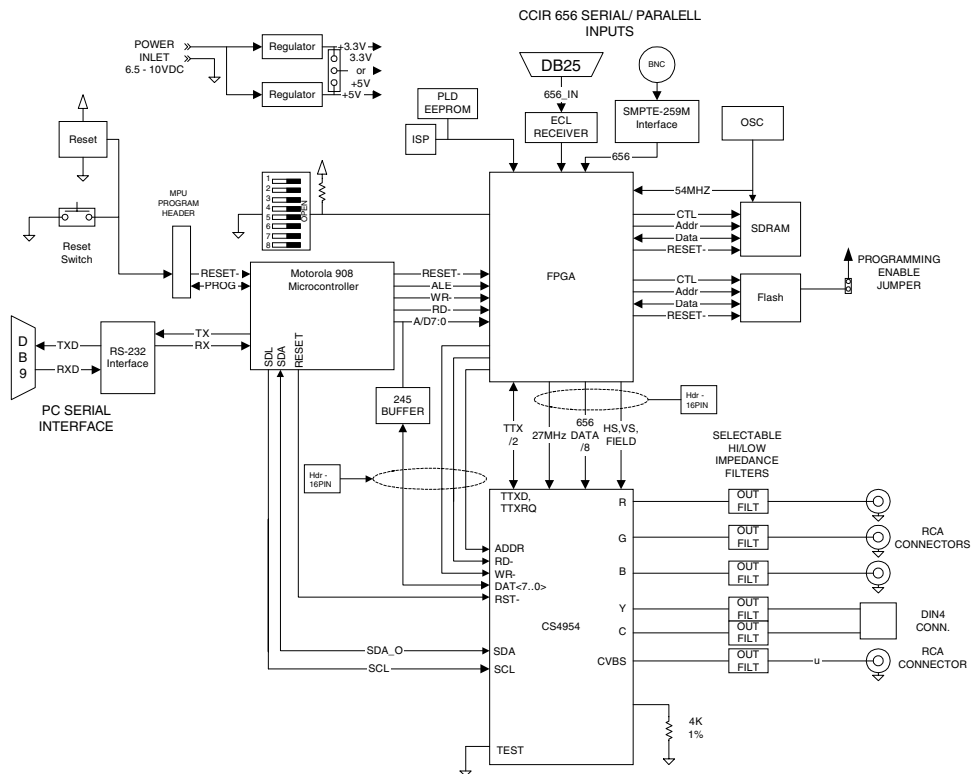 CCIR 656 SERIAL/ PARALELL
INPUTS
POWER
INLET
6.5 - 10VDC
Regulator
Regulator
+3.3V
3.3V
or
+5V
+5V
DB25
BNC
656_IN
PLD
EEPROM
ISP
ECL
RECEIVER
SMPTE-259M
Interface
OSC
656
Reset
Reset
Switch
MPU
PROGRAM
HEADER
1
2
3
4
5
6
7
8
OPEN
54MHZ
CTL
Addr
Data
RESET-
SDRAM
FPGA
CTL
Addr
Data
RESET-
Flash
PROGRAMMING
ENABLE
JUMPER
RESET-
PROG
Motorola 908
Microcontroller
SDL
SDA
RESET
RESET-
ALE
WR-
RD-
A/D7:0
DB9
TXD
RXD
RS-232
Interface
TX
RX
PC SERIAL
INTERFACE
245
BUFFER
Hdr -
16PIN
Hdr -
16PIN
TTX
/2
27MHz
656
DATA
/8
HS,VS,
FIELD
SELECTABLE
HI/LOW
IMPEDANCE
FILTERS
TTXD,
TTXRQ
ADDR
RD-
WR-
DAT<7..0>
RST-
SDA_O
SDA
SCL
SCL
CS4954
TEST
R
G
B
Y
C
CVBS
OUT
FILT
OUT
FILT
OUT
FILT
OUT
FILT
OUT
FILT
OUT
FILT
u
RCA
CONNECTORS
DIN4
CONN.
RCA
CONNECTOR
4K
1%